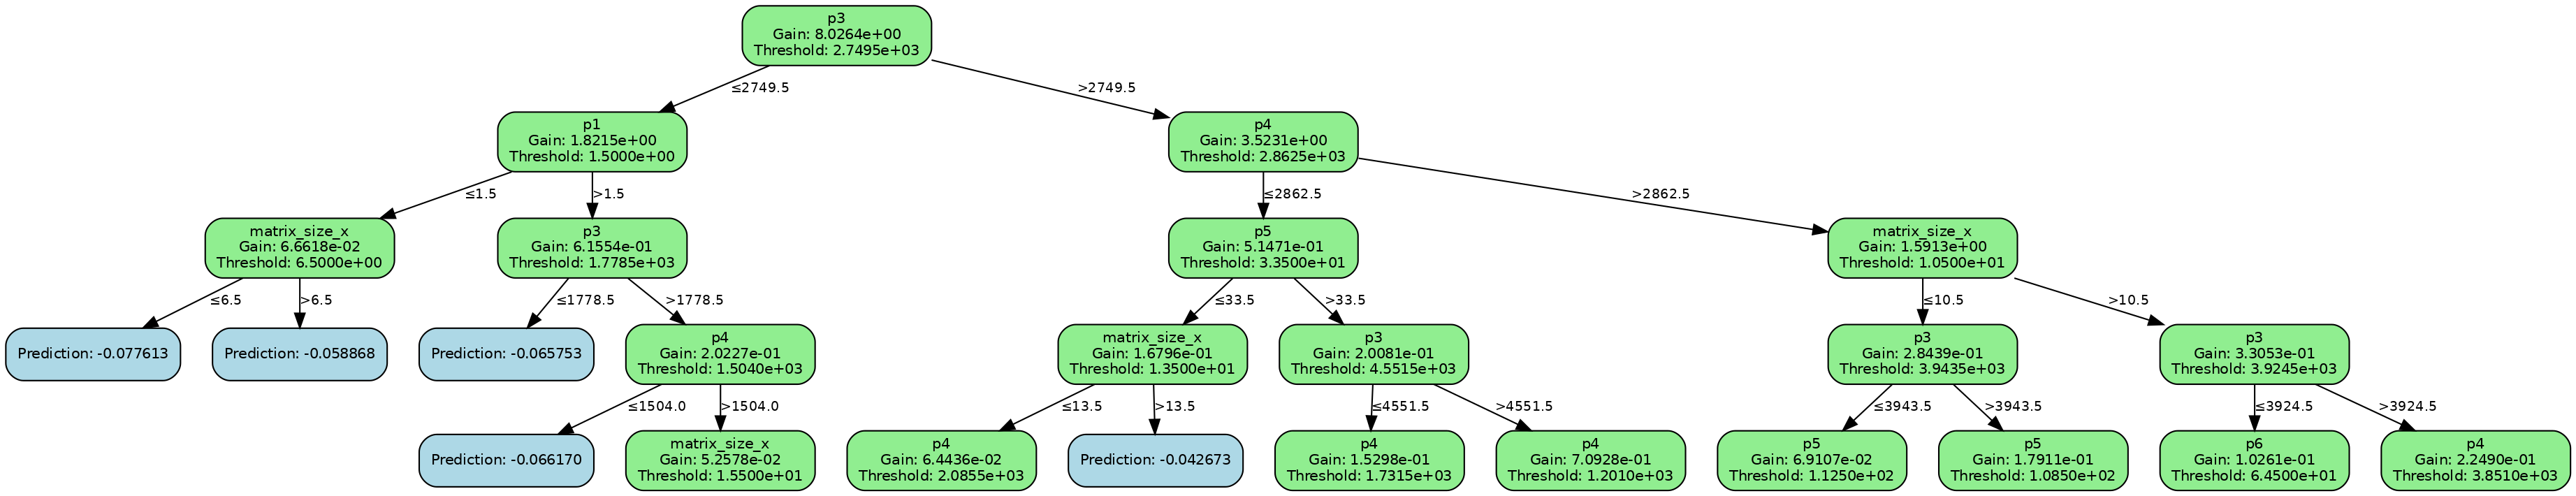 p3
Gain: 8.0264e+00
Threshold: 2.7495e+03
≤2749.5
>2749.5
p1
Gain: 1.8215e+00
Threshold: 1.5000e+00
p4
Gain: 3.5231e+00
Threshold: 2.8625e+03
≤1.5
>1.5
≤2862.5
>2862.5
matrix_size_x
Gain: 6.6618e-02
Threshold: 6.5000e+00
p3
Gain: 6.1554e-01
Threshold: 1.7785e+03
p5
Gain: 5.1471e-01
Threshold: 3.3500e+01
matrix_size_x
Gain: 1.5913e+00
Threshold: 1.0500e+01
≤6.5
>6.5
≤1778.5
>1778.5
≤33.5
>33.5
≤10.5
>10.5
Prediction: -0.077613
Prediction: -0.058868
Prediction: -0.065753
p4
Gain: 2.0227e-01
Threshold: 1.5040e+03
matrix_size_x
Gain: 1.6796e-01
Threshold: 1.3500e+01
p3
Gain: 2.0081e-01
Threshold: 4.5515e+03
p3
Gain: 2.8439e-01
Threshold: 3.9435e+03
p3
Gain: 3.3053e-01
Threshold: 3.9245e+03
≤1504.0
>1504.0
≤13.5
>13.5
≤4551.5
>4551.5
≤3943.5
>3943.5
≤3924.5
>3924.5
Prediction: -0.066170
matrix_size_x
Gain: 5.2578e-02
Threshold: 1.5500e+01
p4
Gain: 6.4436e-02
Threshold: 2.0855e+03
Prediction: -0.042673
p4
Gain: 1.5298e-01
Threshold: 1.7315e+03
p4
Gain: 7.0928e-01
Threshold: 1.2010e+03
p5
Gain: 6.9107e-02
Threshold: 1.1250e+02
p5
Gain: 1.7911e-01
Threshold: 1.0850e+02
p6
Gain: 1.0261e-01
Threshold: 6.4500e+01
p4
Gain: 2.2490e-01
Threshold: 3.8510e+03